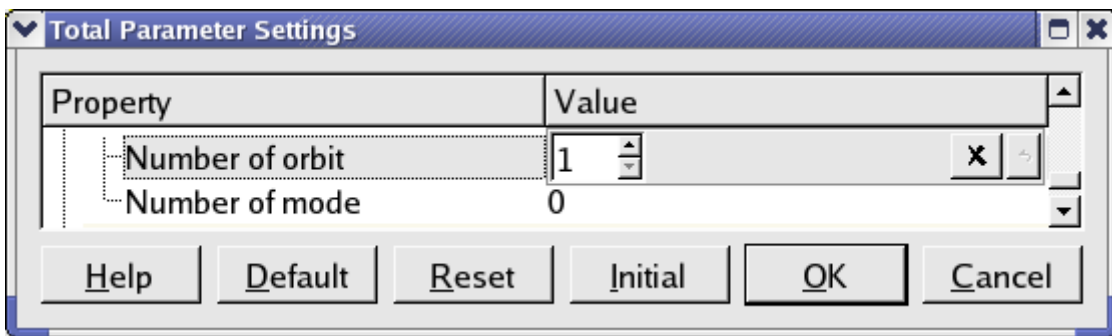 Total Parameter Settings
Property Value
Number of orbit 1
Number of mode 0
Help Default Reset Initial OK Cancel